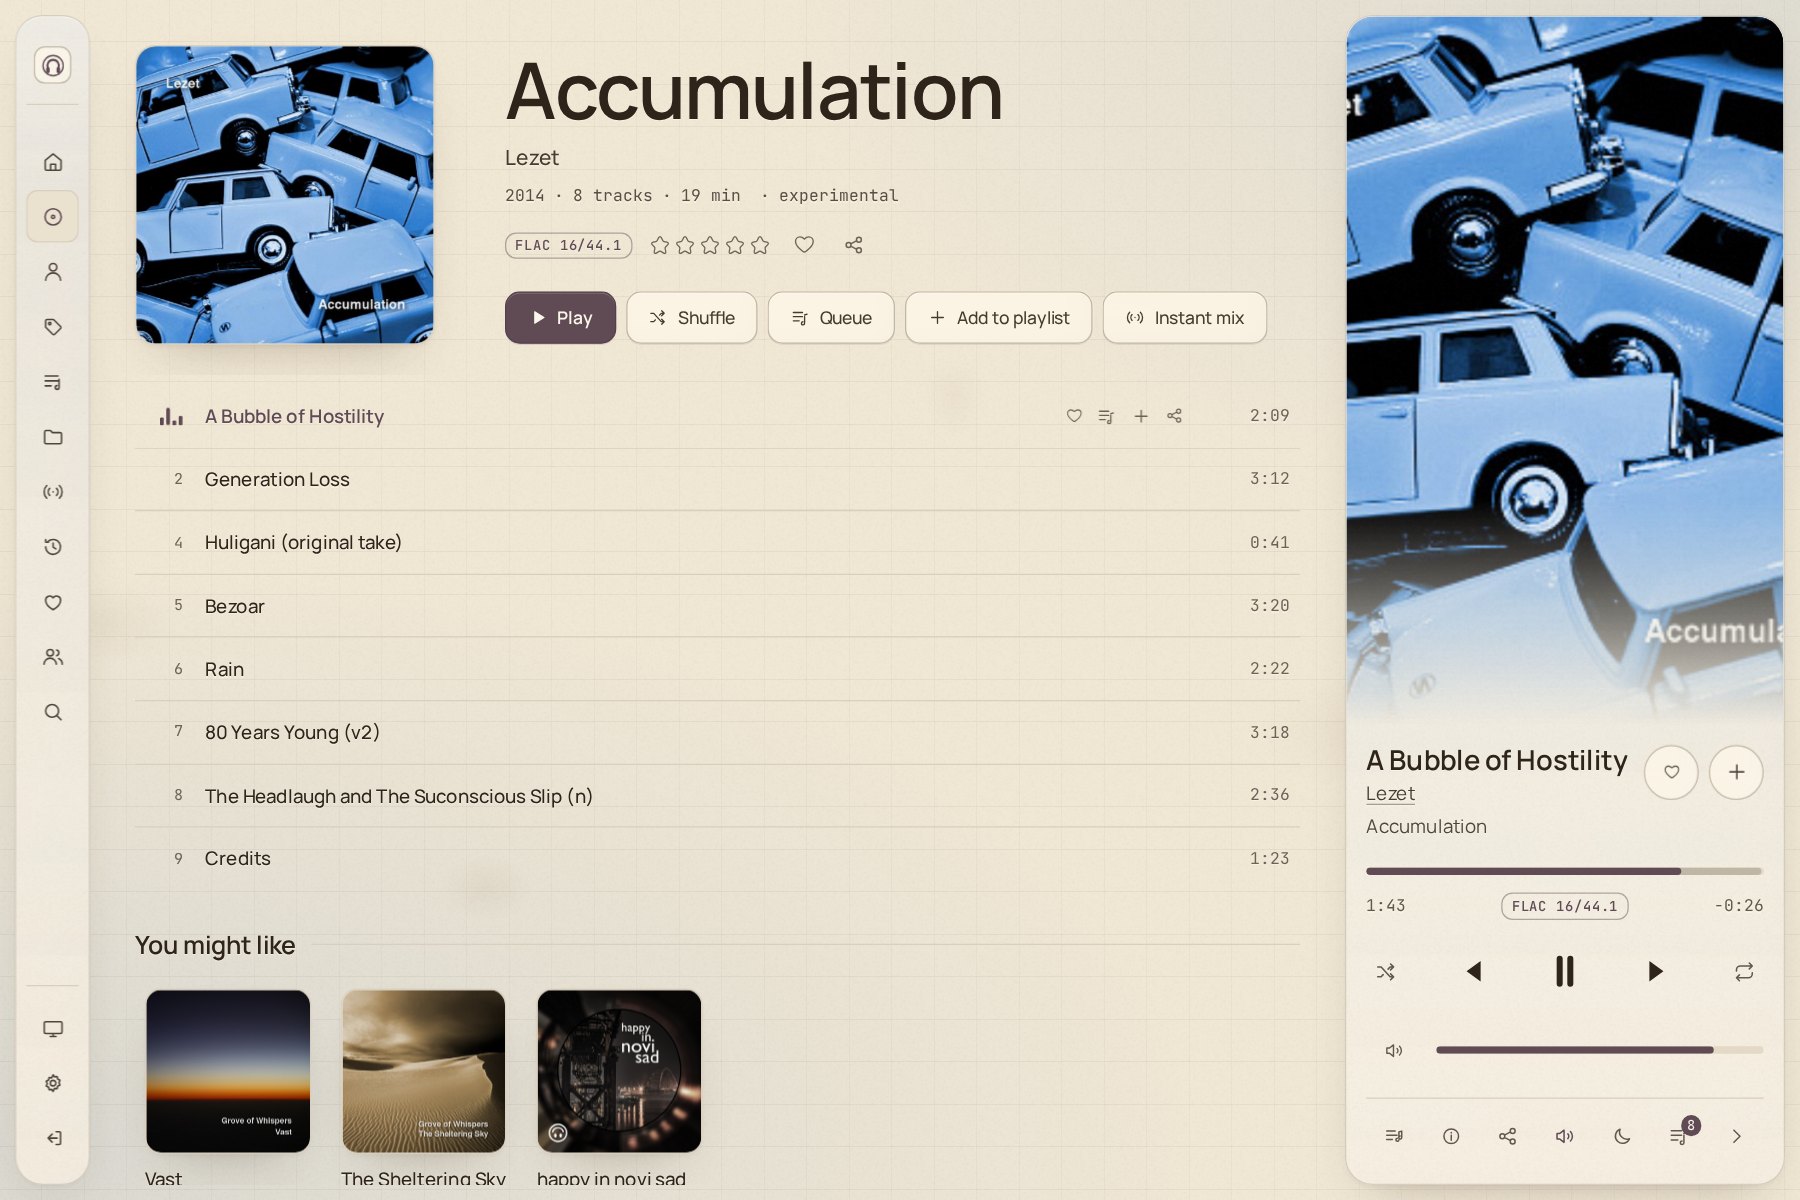 Lezet
Accumulation
Accumulation
Lezet
2014 · 8 tracks · 19 min · experimental
FLAC 16/44.1
Play
Shuffle
Queue
Add to playlist
Instant mix
A Bubble of Hostility 2:09
2 Generation Loss 3:12
4 Huligani (original take) 0:41
5 Bezoar 3:20
6 Rain 2:22
7 80 Years Young (v2) 3:18
8 The Headlaugh and The Suconscious Slip (n) 2:36
9 Credits 1:23
You might like
Grove of Whispers
Vast
Grove of Whispers
The Sheltering Sky
happy
in.
novi
sad
Vast
The Sheltering Sky
happy in novi sad
et
Accumula
A Bubble of Hostility
Lezet
Accumulation
1:43 FLAC 16/44.1 -0:26
8